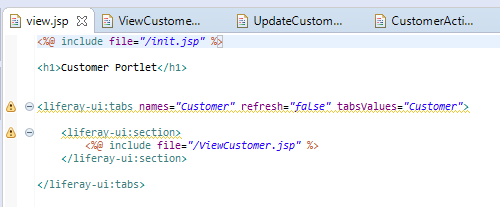 view.jsp ViewCustome... UpdateCustom... CustomerActi...
<%@ include file="/init.jsp" %>
<h1>Customer Portlet</h1>
<liferay-ui:tabs names="Customer" refresh="false" tabsValues="Customer">
<liferay-ui:section>
<%@ include file="/ViewCustomer.jsp" %>
</liferay-ui:section>
</liferay-ui:tabs>